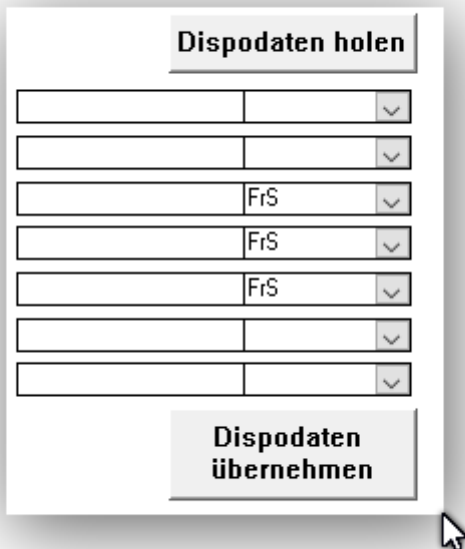 Dispodaten holen
FrS
FrS
FrS
Dispodaten
übernehmen